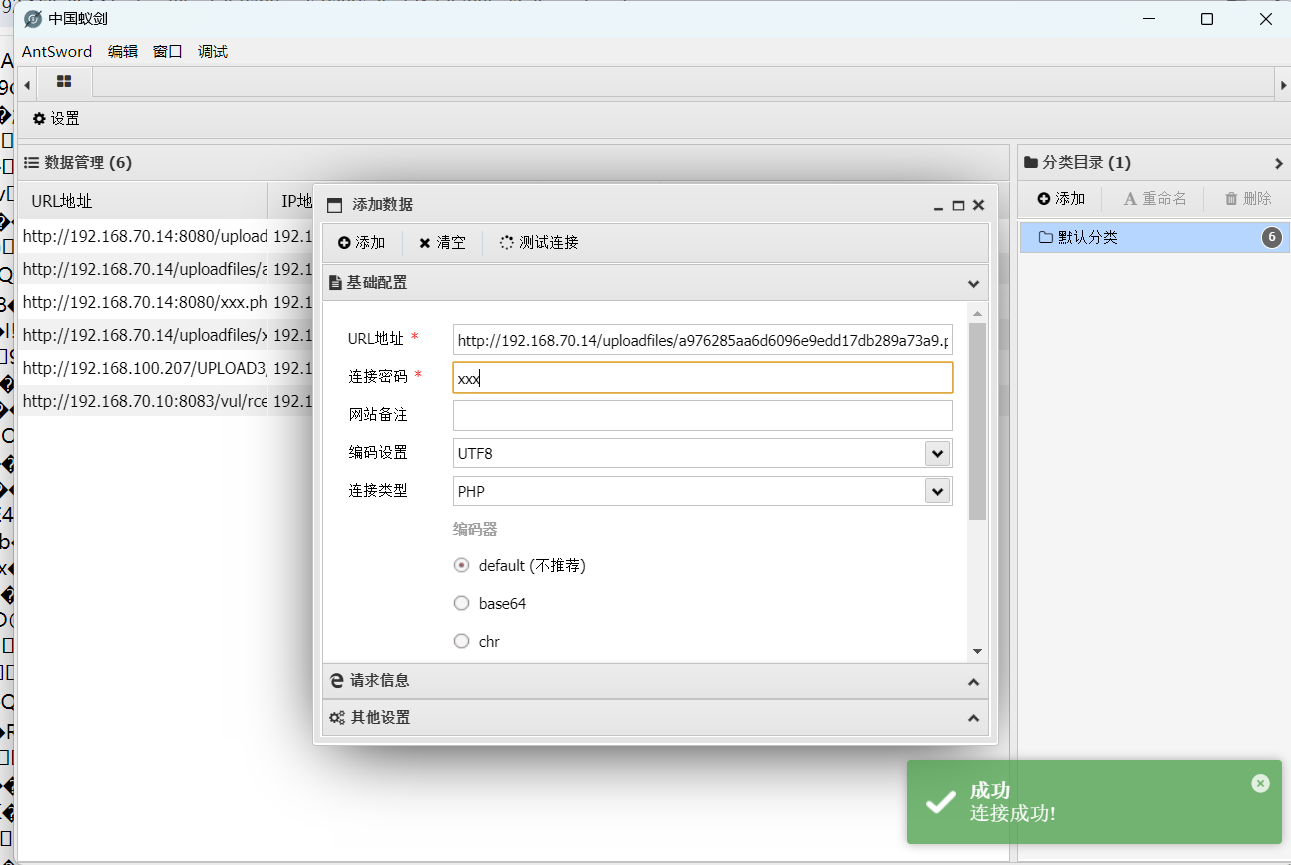 中国蚁剑
AntSword 编辑 窗口 调试
设置
数据管理 (6)
URL地址 IP地
http://192.168.70.14:8080/upload 192.1
http://192.168.70.14/uploadfiles/a 192.1
http://192.168.70.14:8080/xxx.ph 192.1
http://192.168.70.14/uploadfiles/x 192.1
http://192.168.100.207/UPLOAD3, 192.1
http://192.168.70.10:8083/vul/rce 192.1
添加数据
添加 清空 测试连接
基础配置
URL地址 * http://192.168.70.14/uploadfiles/a976285aa6d6096e9edd17db289a73a9.p
连接密码 * xxx
网站备注
编码设置 UTF8
连接类型 PHP
编码器
default (不推荐)
base64
chr
请求信息
其他设置
分类目录 (1)
添加 重命名 删除
默认分类 6
成功
连接成功!